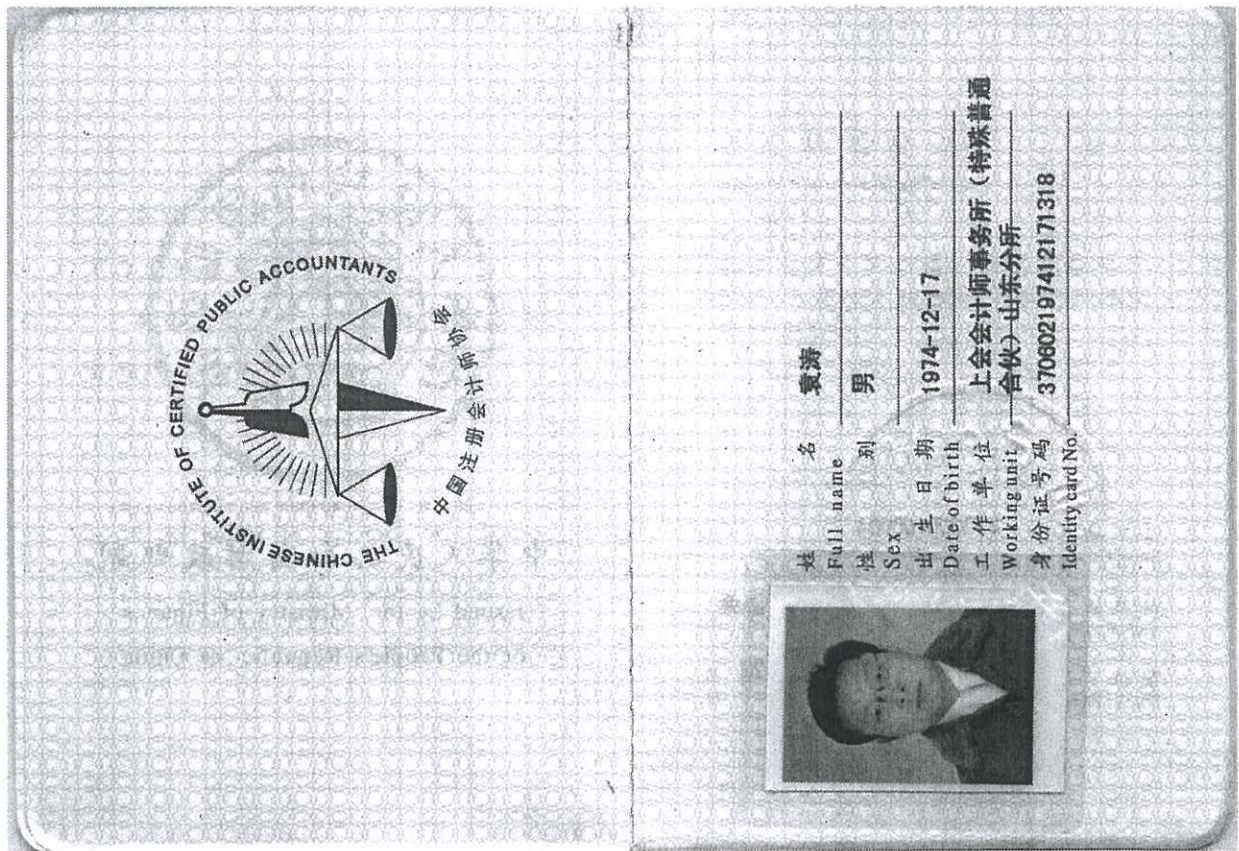 THE CHINESE INSTITUTE OF CERTIFIED PUBLIC ACCOUNTANTS
中国注册会计师协会
姓 名 袁涛
Full name
性 别 男
Sex
出 生 日 期 1974-12-17
Date of birth
工 作 单 位 上会会计师事务所（特殊普通
Working unit 合伙）山东分所
身 份 证 号 码 370602197412171318
Identity card No.